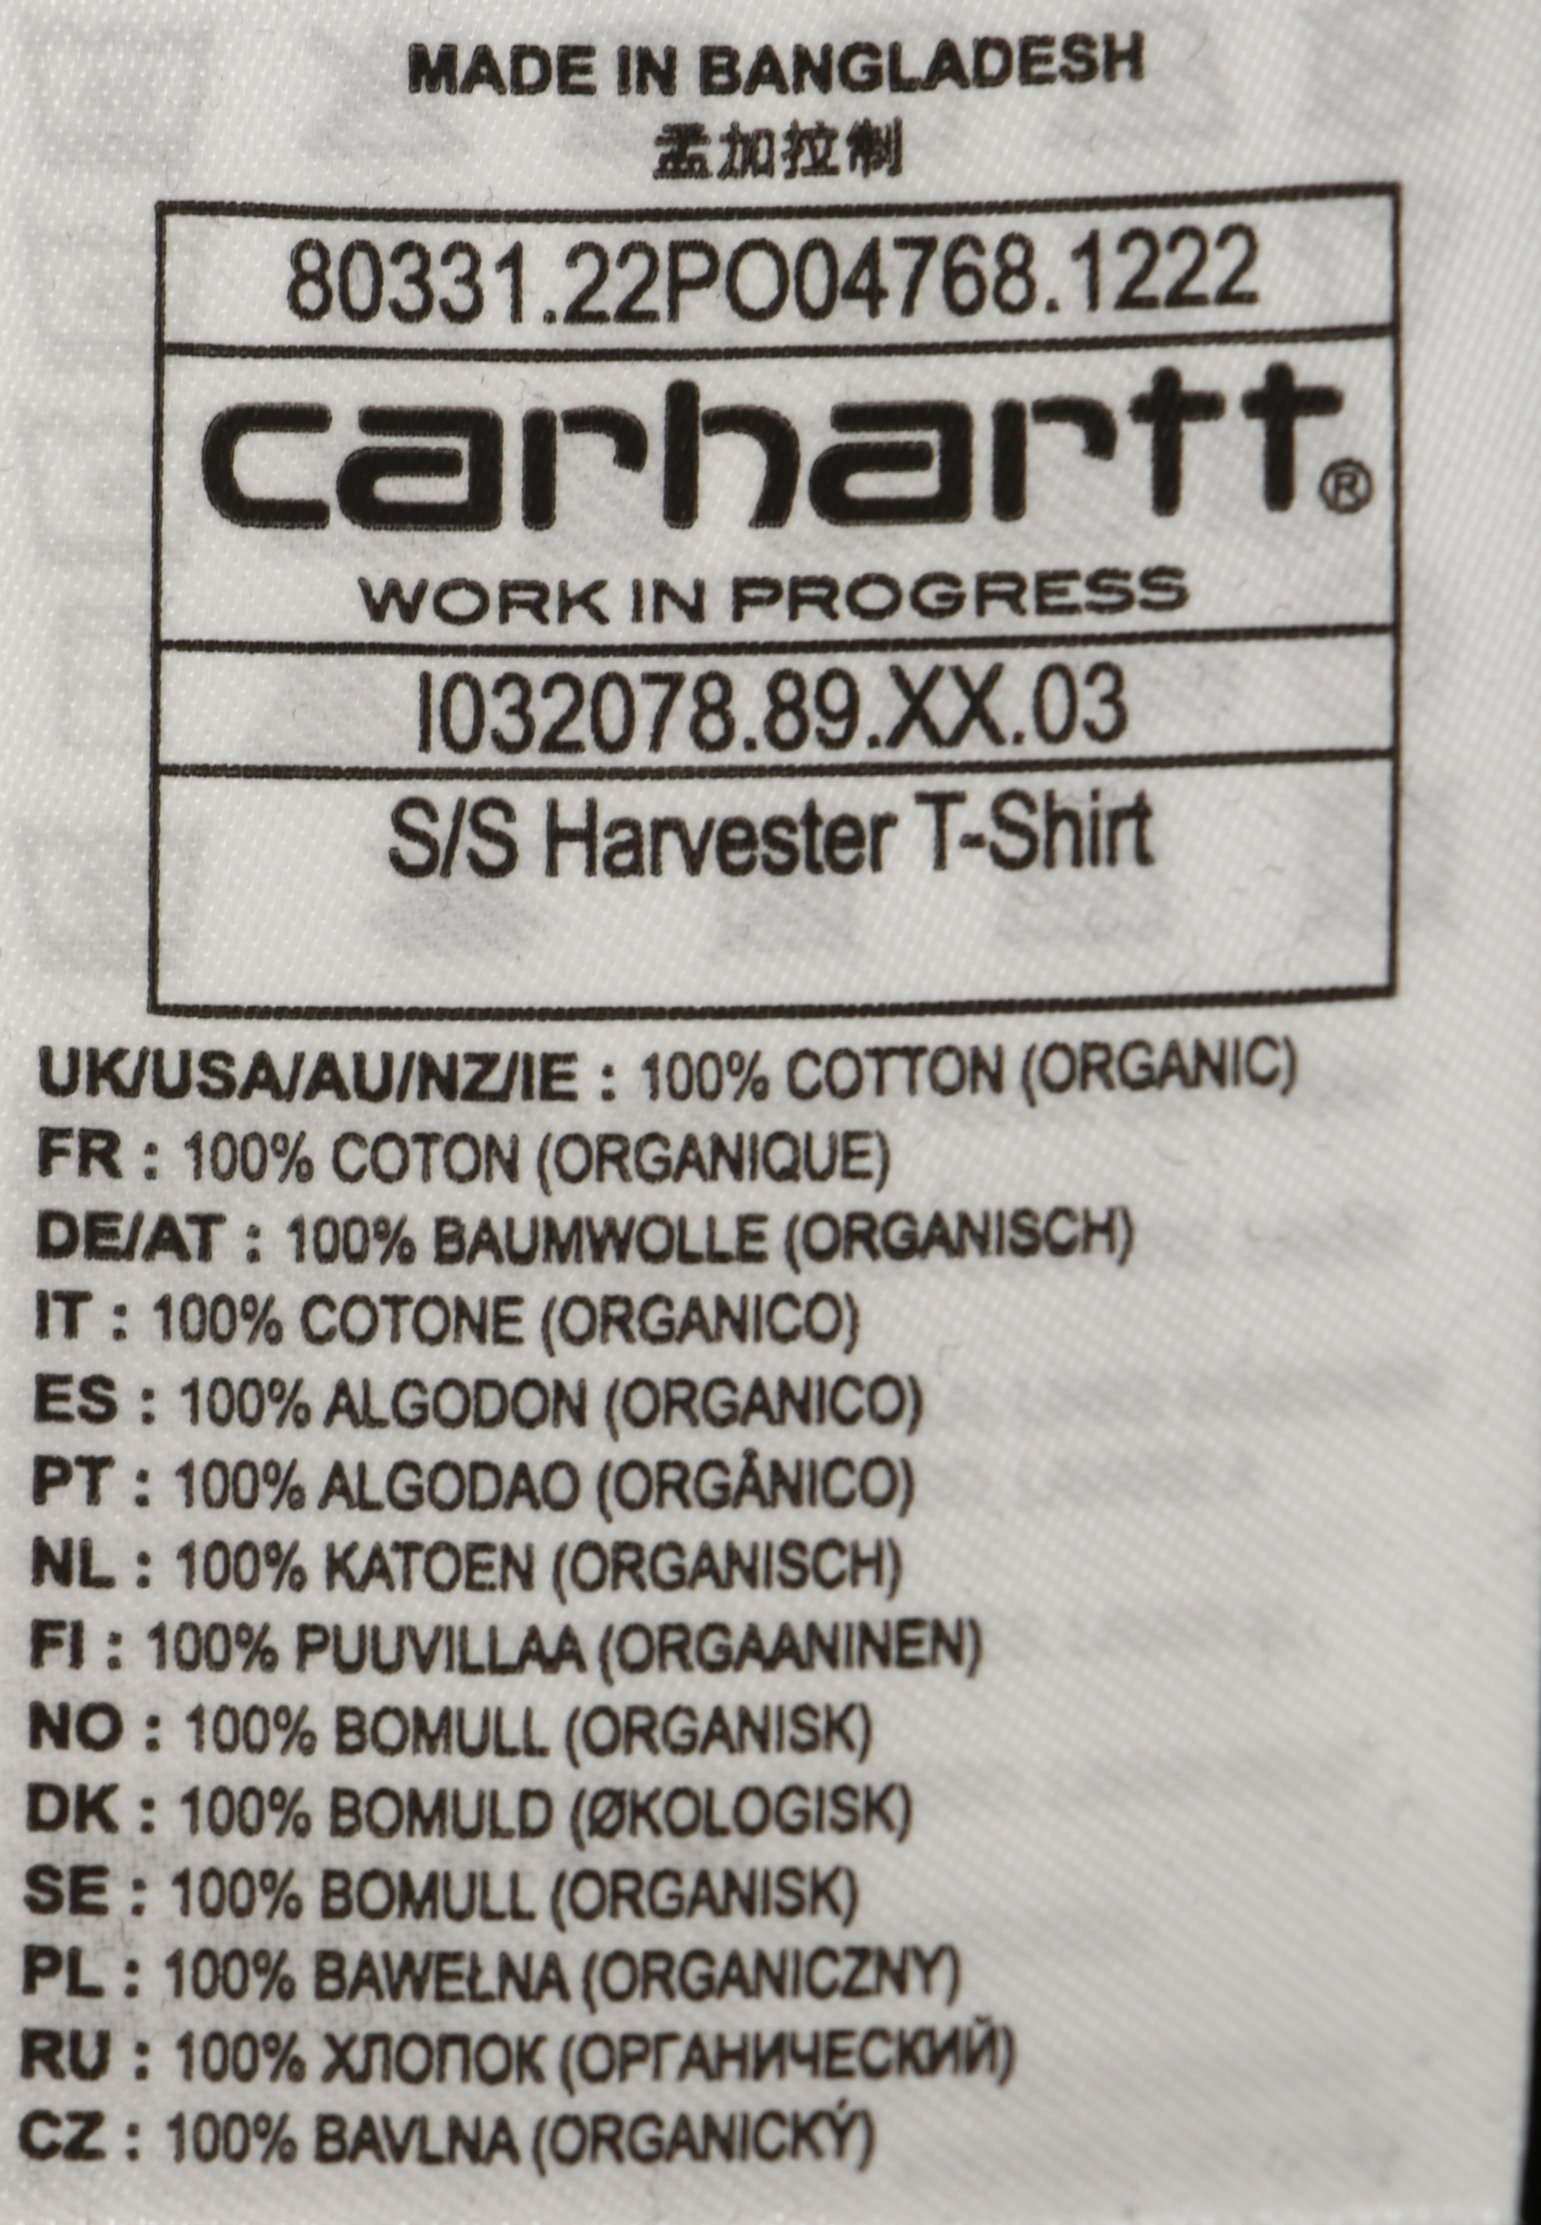 MADE IN BANGLADESH
孟加拉制
80331.22PO04768.1222
carhartt®
WORK IN PROGRESS
I032078.89.XX.03
S/S Harvester T-Shirt
UK/USA/AU/NZ/IE : 100% COTTON (ORGANIC)
FR : 100% COTON (ORGANIQUE)
DE/AT : 100% BAUMWOLLE (ORGANISCH)
IT : 100% COTONE (ORGANICO)
ES : 100% ALGODON (ORGANICO)
PT : 100% ALGODAO (ORGÂNICO)
NL : 100% KATOEN (ORGANISCH)
FI : 100% PUUVILLAA (ORGAANINEN)
NO : 100% BOMULL (ORGANISK)
DK : 100% BOMULD (ØKOLOGISK)
SE : 100% BOMULL (ORGANISK)
PL : 100% BAWEŁNA (ORGANICZNY)
RU : 100% ХЛОПОК (ОРГАНИЧЕСКИЙ)
CZ : 100% BAVLNA (ORGANICKÝ)